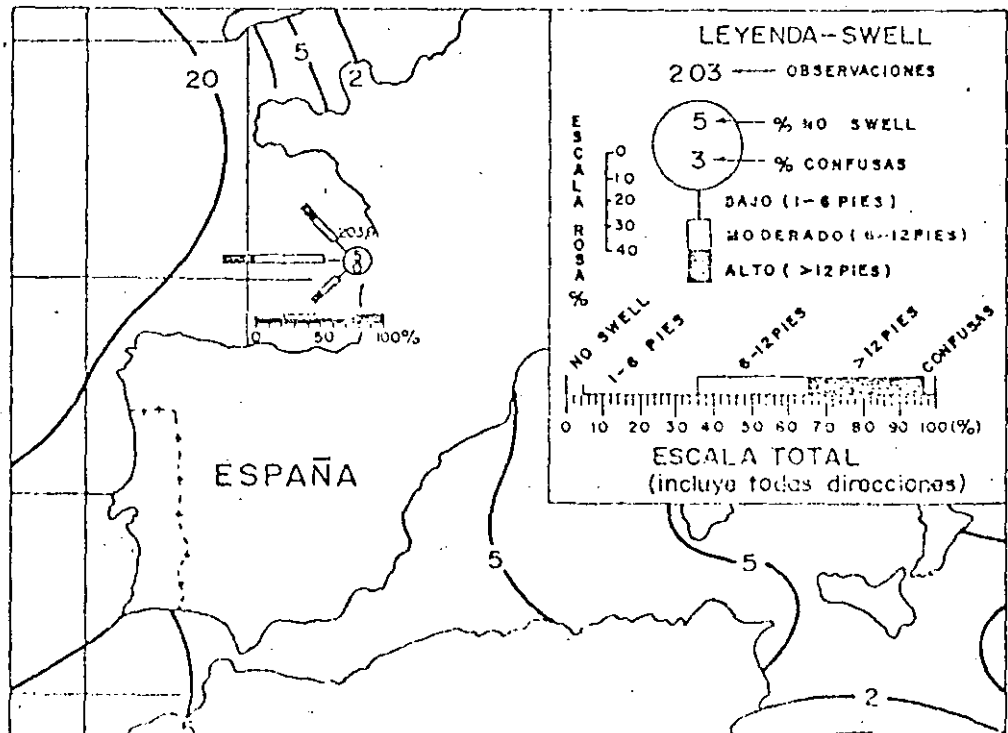 20
5
2
203
0 50 100%
ESPAÑA
5
5
2
LEYENDA-SWELL
203 OBSERVACIONES
5 % NO SWELL
3 % CONFUSAS
BAJO (1-6 PIES)
MODERADO (6-12 PIES)
ALTO (>12 PIES)
ESCALA ROSA %
0
10
20
30
40
NO SWELL
1-6 PIES
6-12 PIES
>12 PIES
CONFUSAS
0 10 20 30 40 50 60 70 80 90 100 (%)
ESCALA TOTAL
(incluye todas direcciones)